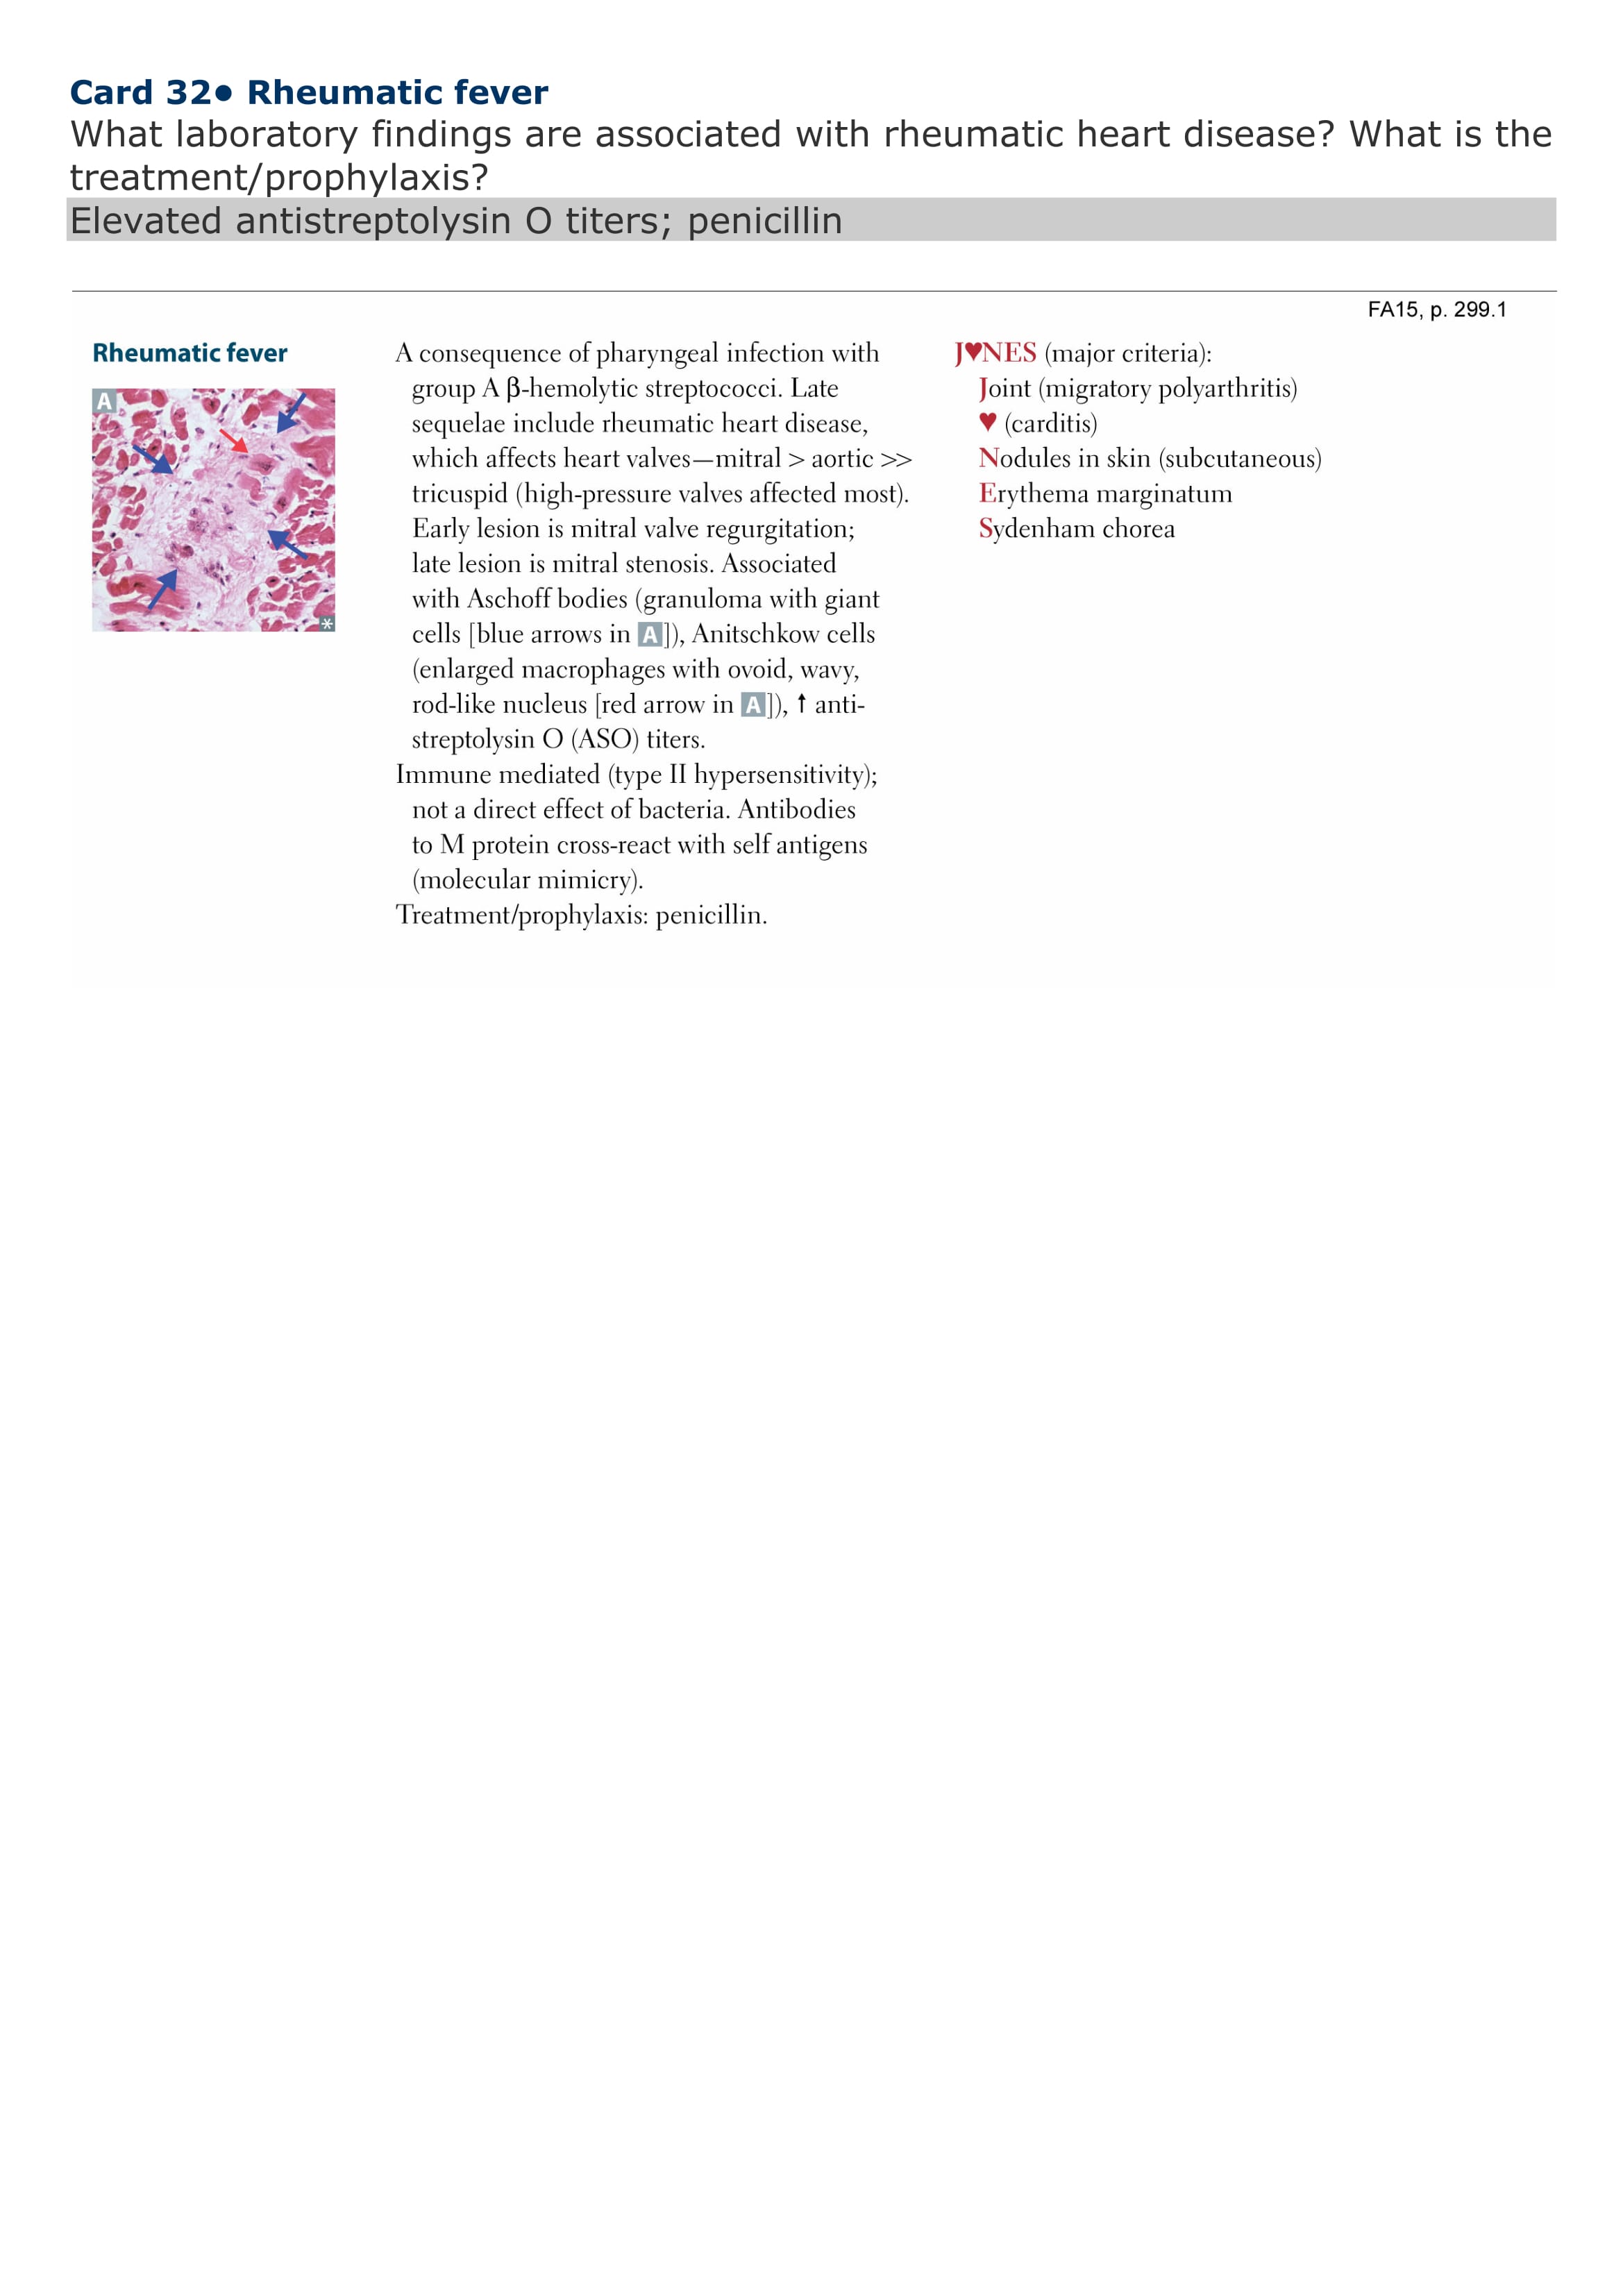 Card 32● Rheumatic fever
What laboratory findings are associated with rheumatic heart disease? What is the
treatment/prophylaxis?
Elevated antistreptolysin O titers; penicillin
FA15, p. 299.1
Rheumatic fever
A
*
A consequence of pharyngeal infection with
group A β-hemolytic streptococci. Late
sequelae include rheumatic heart disease,
which affects heart valves—mitral > aortic >>
tricuspid (high-pressure valves affected most).
Early lesion is mitral valve regurgitation;
late lesion is mitral stenosis. Associated
with Aschoff bodies (granuloma with giant
cells [blue arrows in A]), Anitschkow cells
(enlarged macrophages with ovoid, wavy,
rod-like nucleus [red arrow in A]), ↑ anti-
streptolysin O (ASO) titers.
Immune mediated (type II hypersensitivity);
not a direct effect of bacteria. Antibodies
to M protein cross-react with self antigens
(molecular mimicry).
Treatment/prophylaxis: penicillin.
J♥NES (major criteria):
Joint (migratory polyarthritis)
♥ (carditis)
Nodules in skin (subcutaneous)
Erythema marginatum
Sydenham chorea